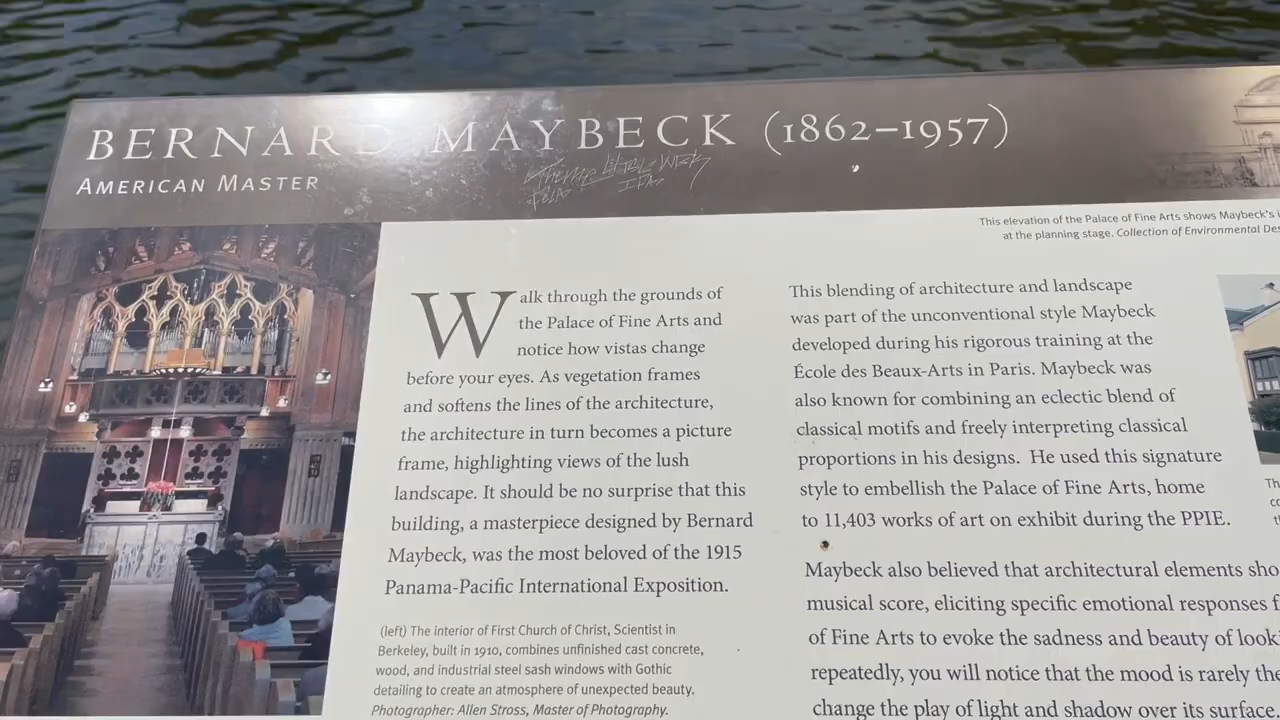 BERNARD MAYBECK (1862–1957)
AMERICAN MASTER
This elevation of the Palace of Fine Arts shows Maybeck's
at the planning stage. Collection of Environmental
Walk through the grounds of
the Palace of Fine Arts and
notice how vistas change
before your eyes. As vegetation frames
and softens the lines of the architecture,
the architecture in turn becomes a picture
frame, highlighting views of the lush
landscape. It should be no surprise that this
building, a masterpiece designed by Bernard
Maybeck, was the most beloved of the 1915
Panama-Pacific International Exposition.
(left) The interior of First Church of Christ, Scientist in
Berkeley, built in 1910, combines unfinished cast concrete,
wood, and industrial steel sash windows with Gothic
detailing to create an atmosphere of unexpected beauty.
Photographer: Allen Stross, Master of Photography.
This blending of architecture and landscape
was part of the unconventional style Maybeck
developed during his rigorous training at the
École des Beaux-Arts in Paris. Maybeck was
also known for combining an eclectic blend of
classical motifs and freely interpreting classical
proportions in his designs. He used this signature
style to embellish the Palace of Fine Arts, home
to 11,403 works of art on exhibit during the PPIE.
Maybeck also believed that architectural elements sho
musical score, eliciting specific emotional responses f
of Fine Arts to evoke the sadness and beauty of look
repeatedly, you will notice that the mood is rarely the
change the play of light and shadow over its surface